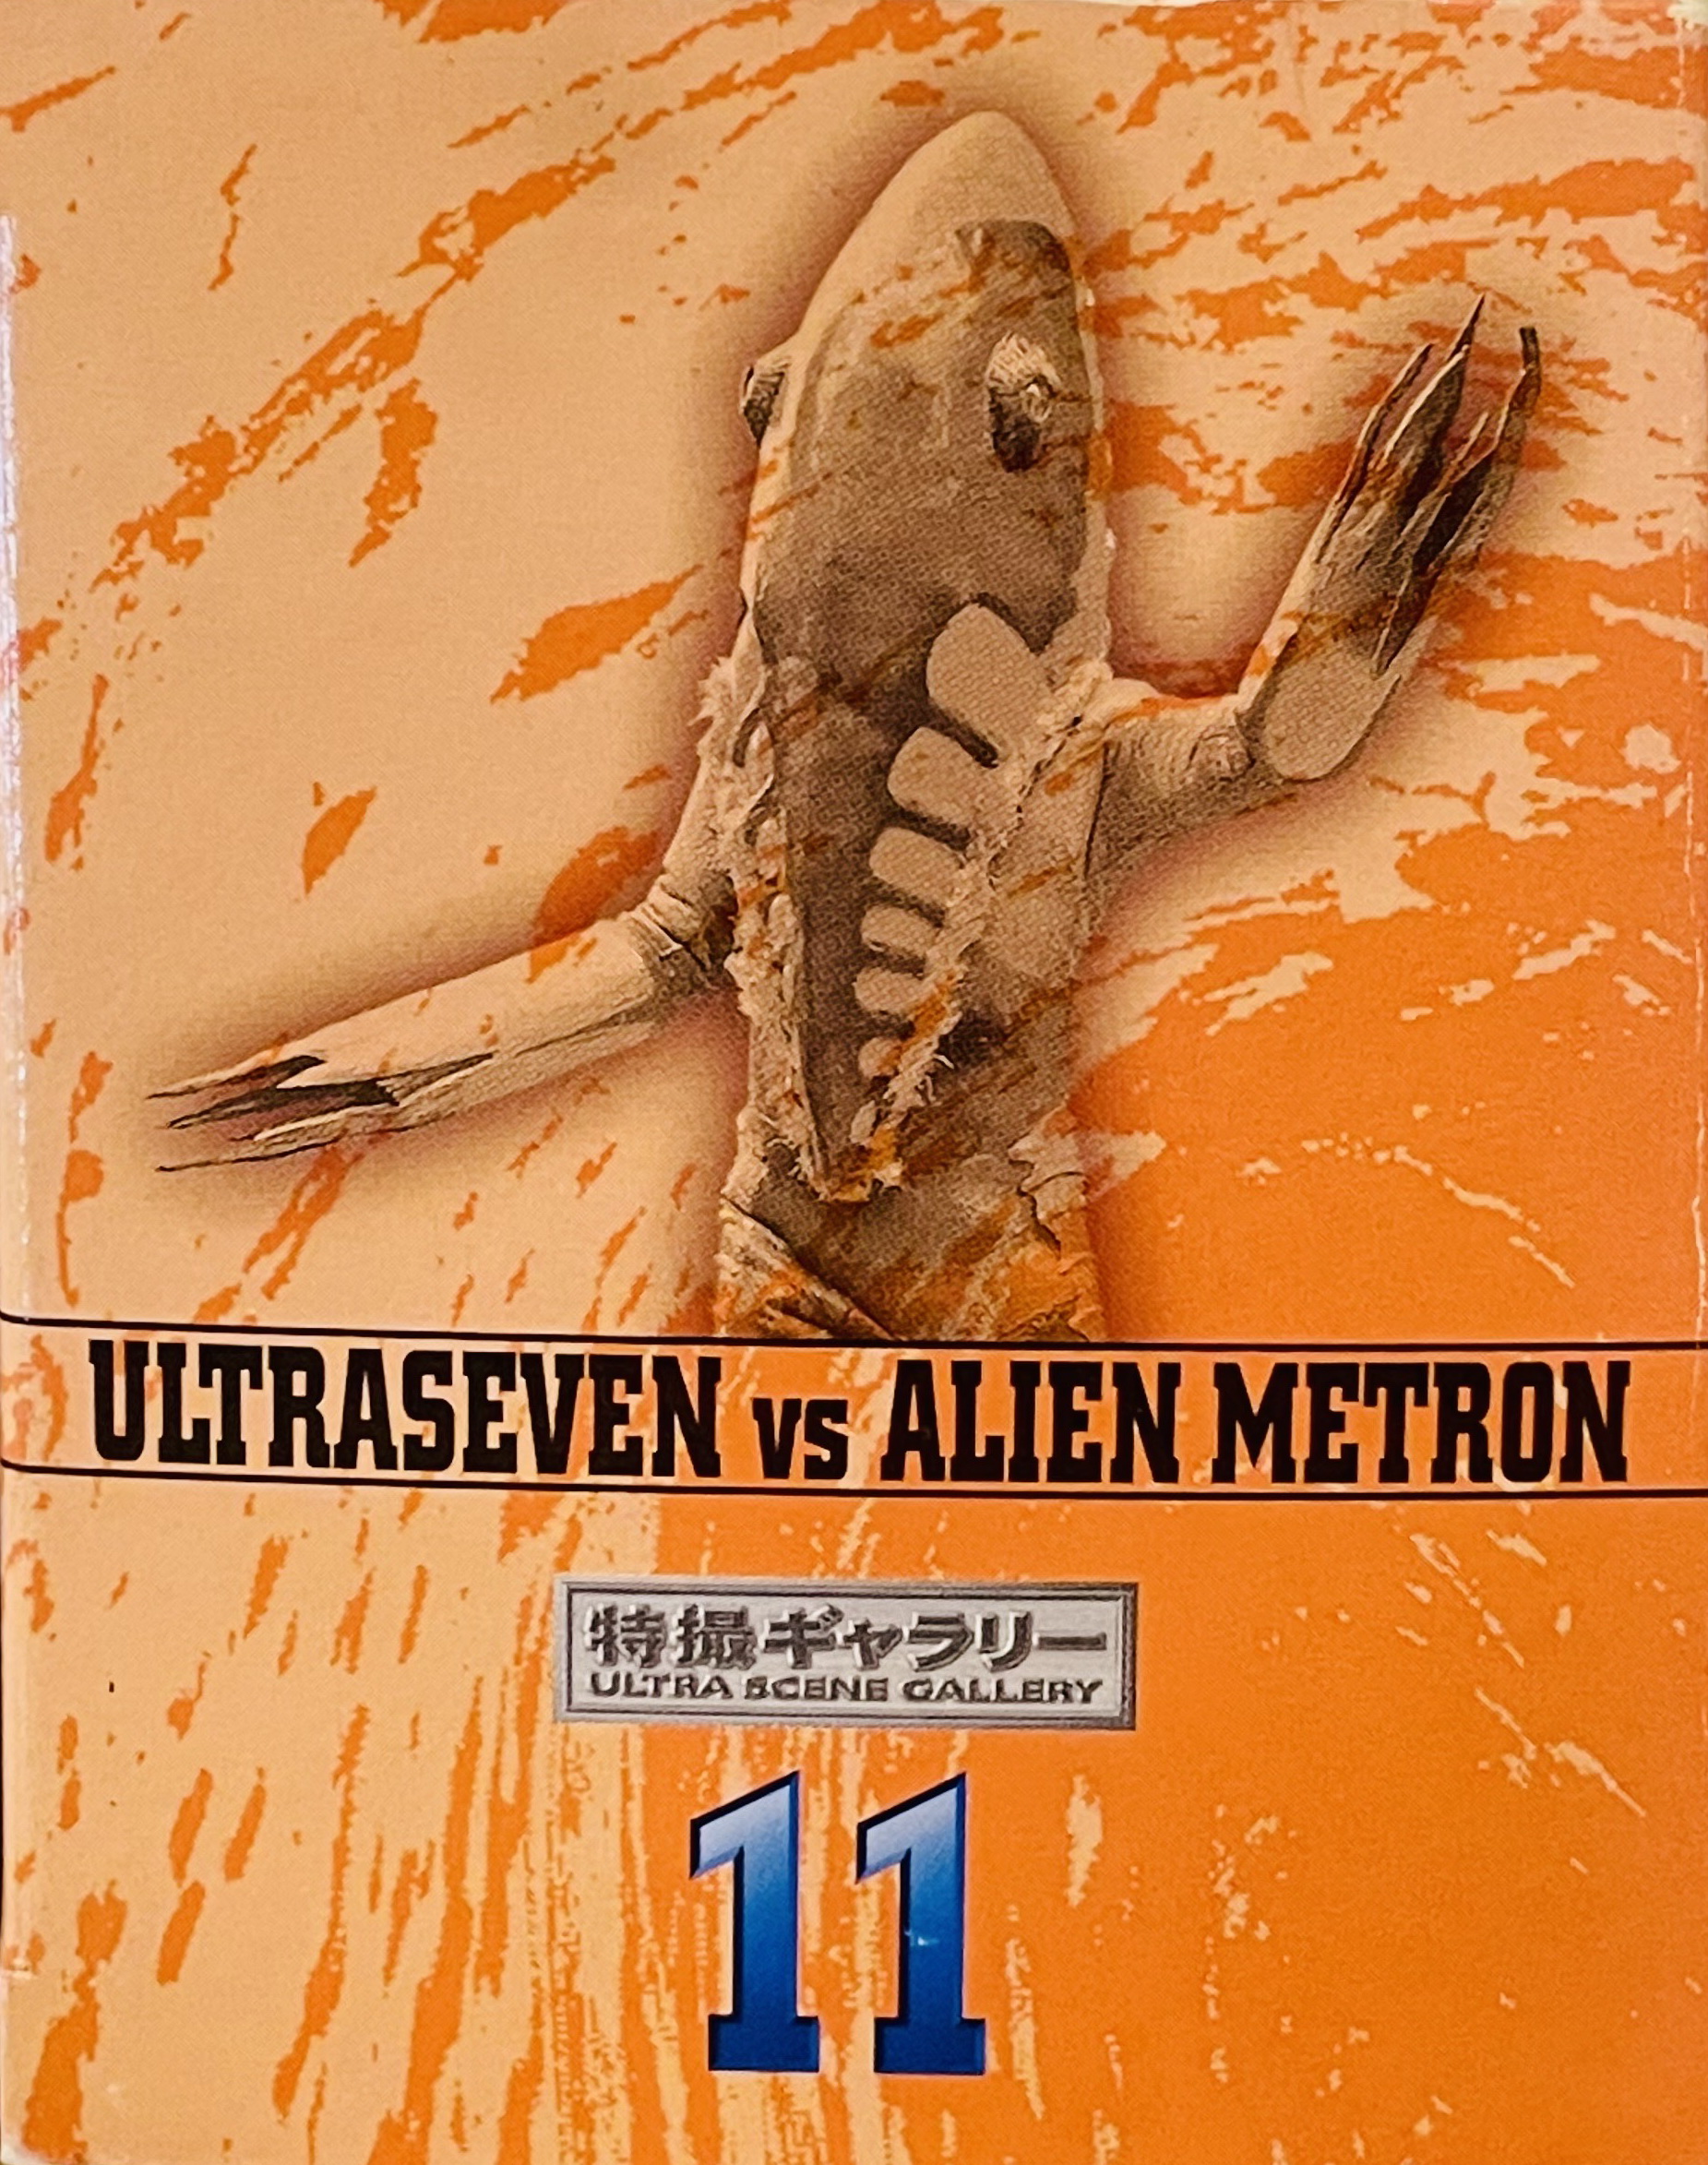 ULTRASEVEN VS ALIEN METRON
特撮ギャラリー
ULTRA SCENE GALLERY
11